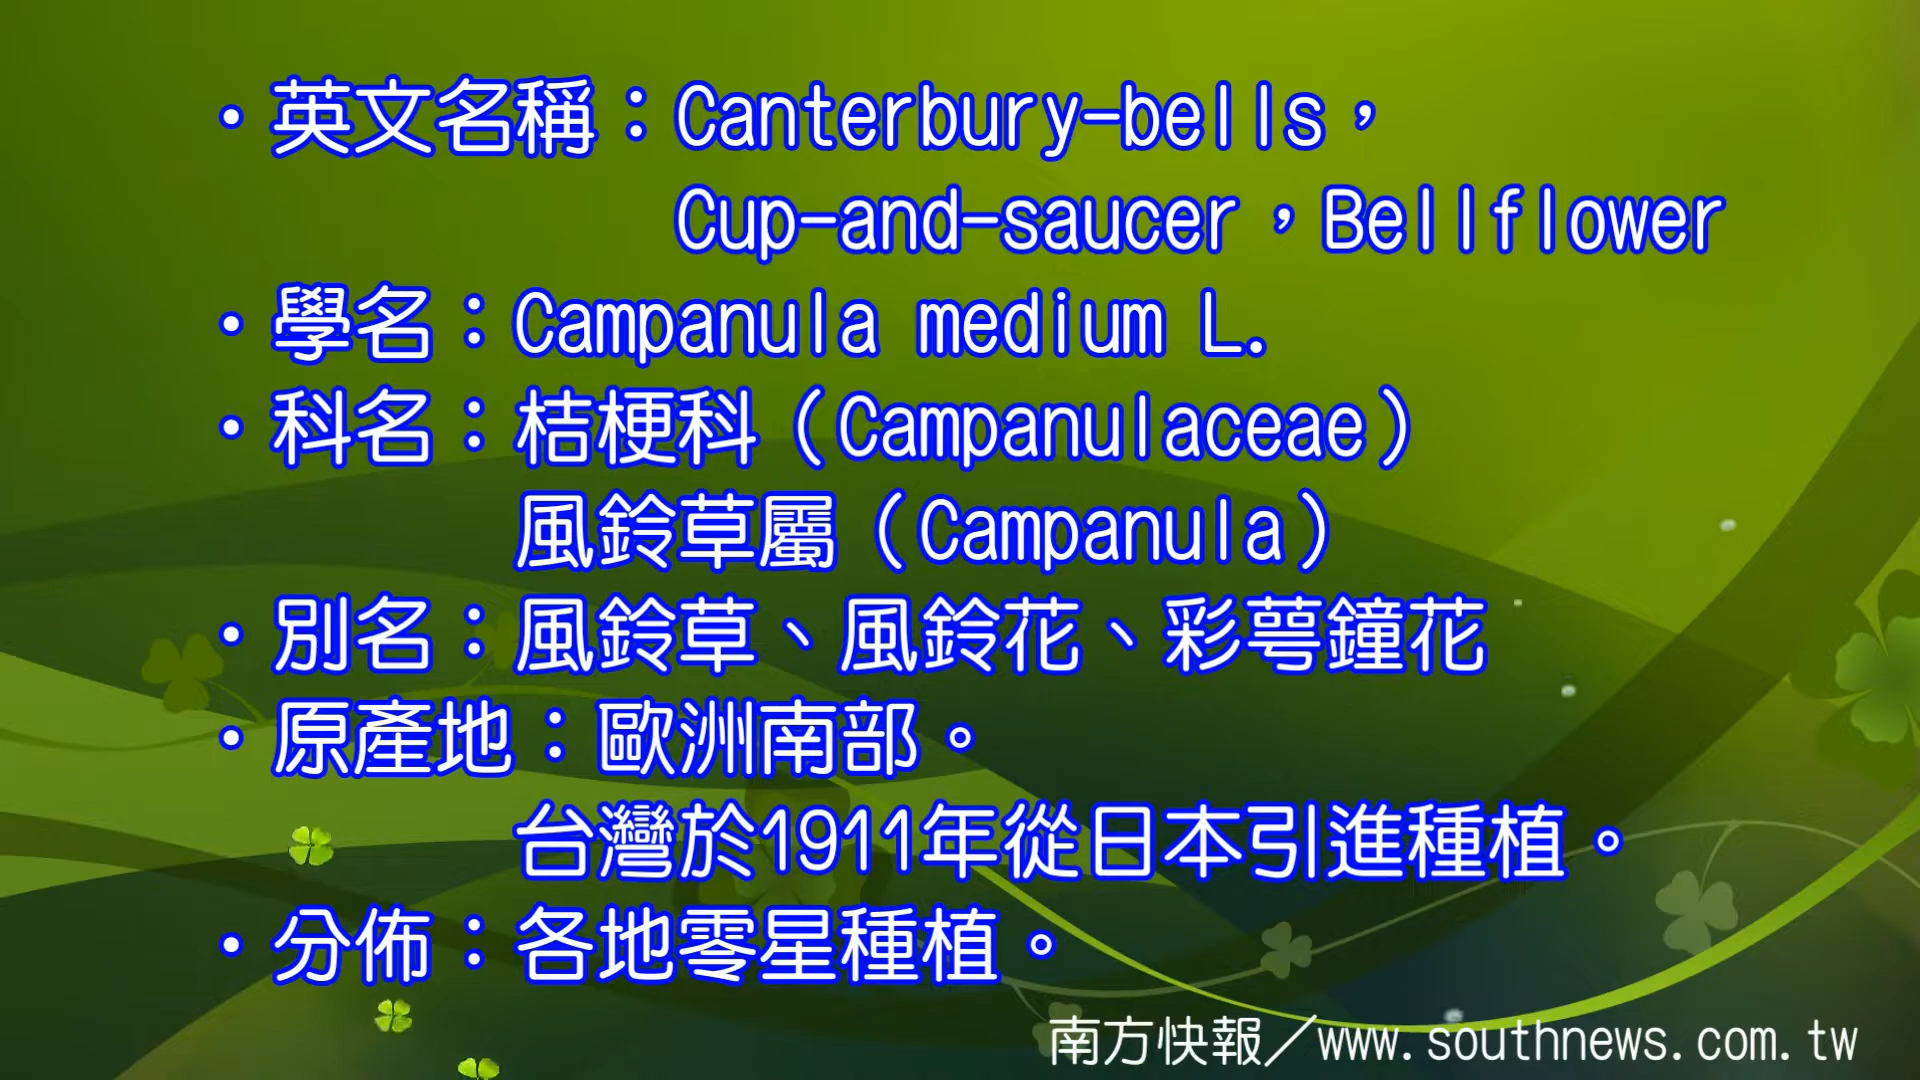 ・英文名稱：Canterbury-bells，
Cup-and-saucer，Bellflower
・學名：Campanula medium L.
・科名：桔梗科（Campanulaceae）
風鈴草屬（Campanula）
・別名：風鈴草、風鈴花、彩萼鐘花
・原產地：歐洲南部。
台灣於1911年從日本引進種植。
・分佈：各地零星種植。
南方快報／www.southnews.com.tw